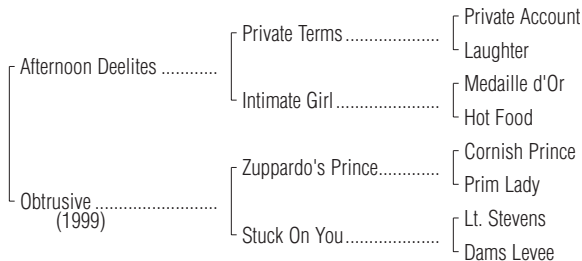 Private Account
Private Terms ....................
Laughter
Afternoon Deelites ............
Medaille d'Or
Intimate Girl ......................
Hot Food
Cornish Prince
Zuppardo's Prince.............
Prim Lady
Obtrusive ..........................
(1999)
Lt. Stevens
Stuck On You....................
Dams Levee